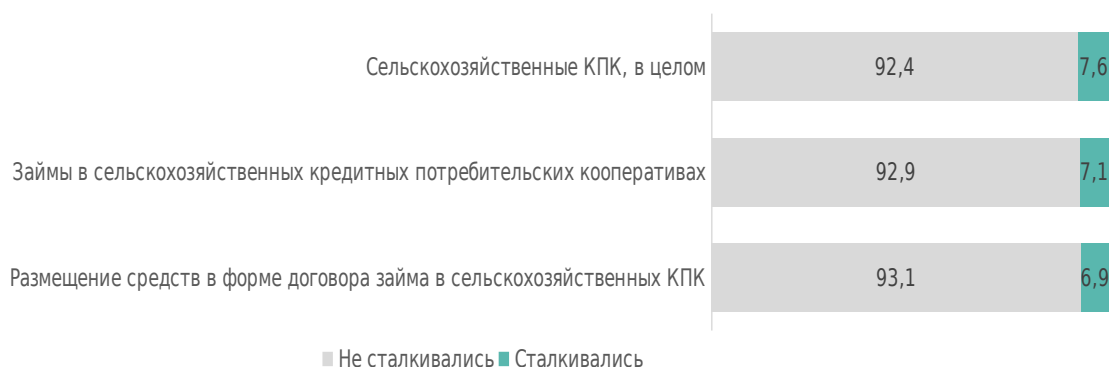 Сельскохозяйственные КПК, в целом 92,4 7,6
Займы в сельскохозяйственных кредитных потребительских кооперативах 92,9 7,1
Размещение средств в форме договора займа в сельскохозяйственных КПК 93,1 6,9
Не сталкивались Сталкивались